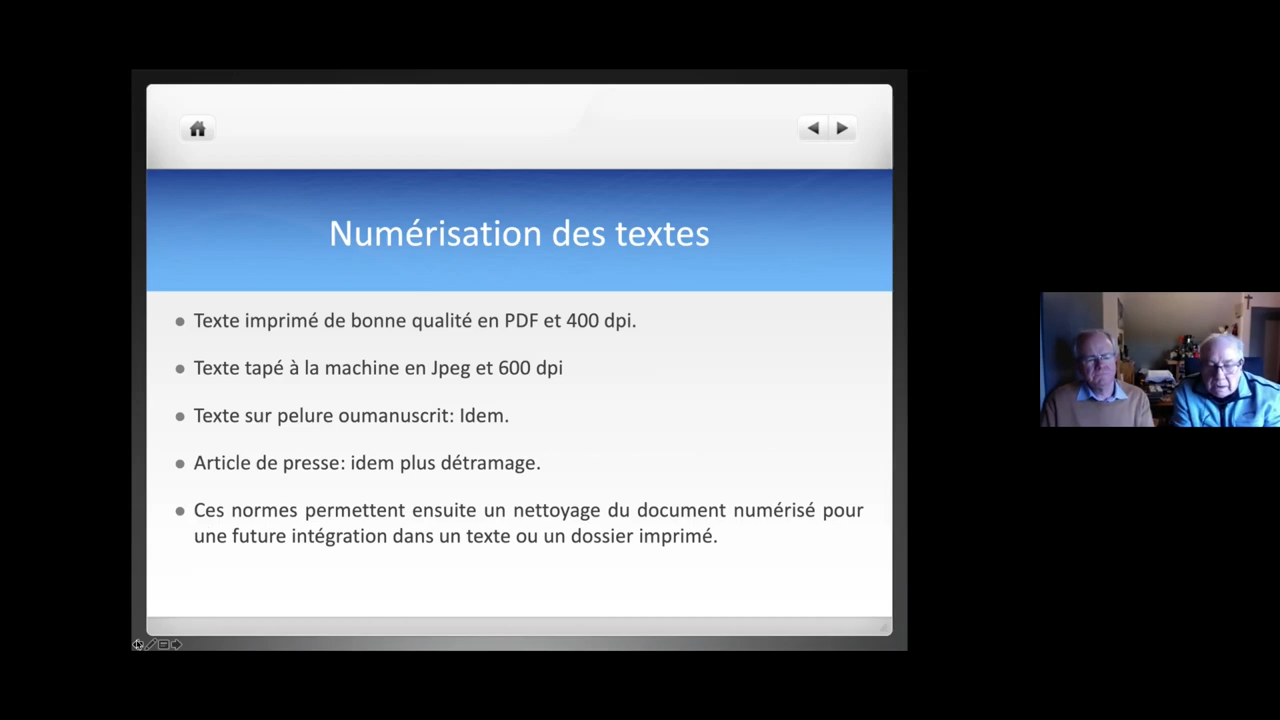 Numérisation des textes
Texte imprimé de bonne qualité en PDF et 400 dpi.
Texte tapé à la machine en Jpeg et 600 dpi
Texte sur pelure oumanuscrit: Idem.
Article de presse: idem plus détramage.
Ces normes permettent ensuite un nettoyage du document numérisé pour
une future intégration dans un texte ou un dossier imprimé.